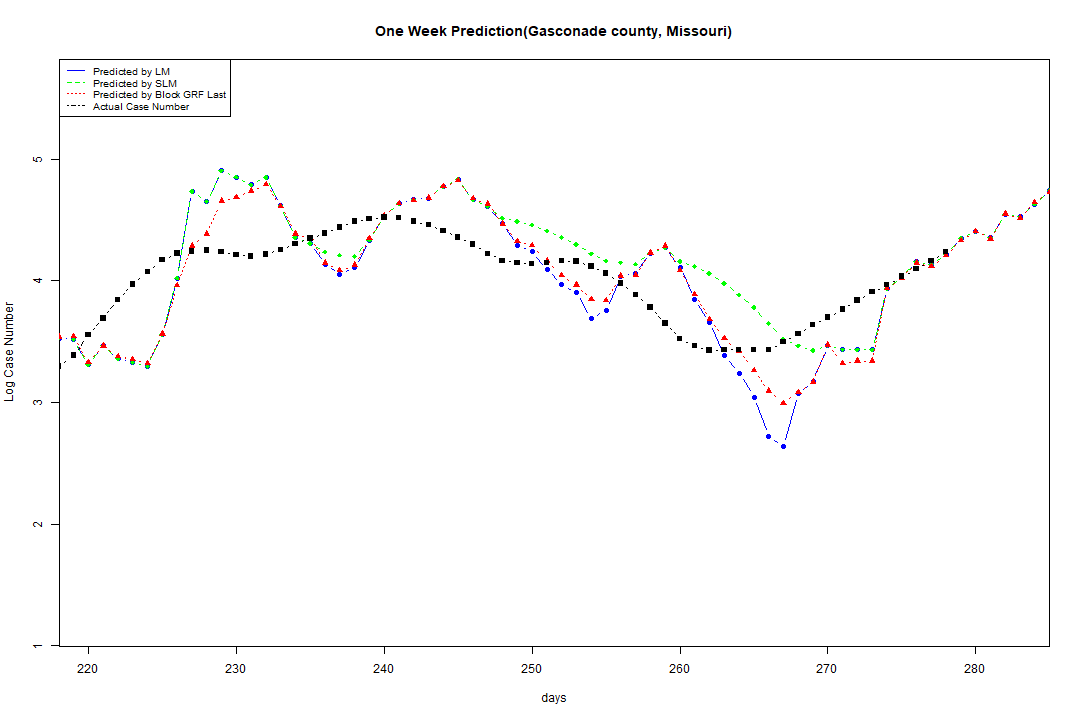 One Week Prediction(Gasconade county, Missouri)
Predicted by LM
Predicted by SLM
Predicted by Block GRF Last
Actual Case Number
5
4
3
2
1
Log Case Number
220 230 240 250 260 270 280
days